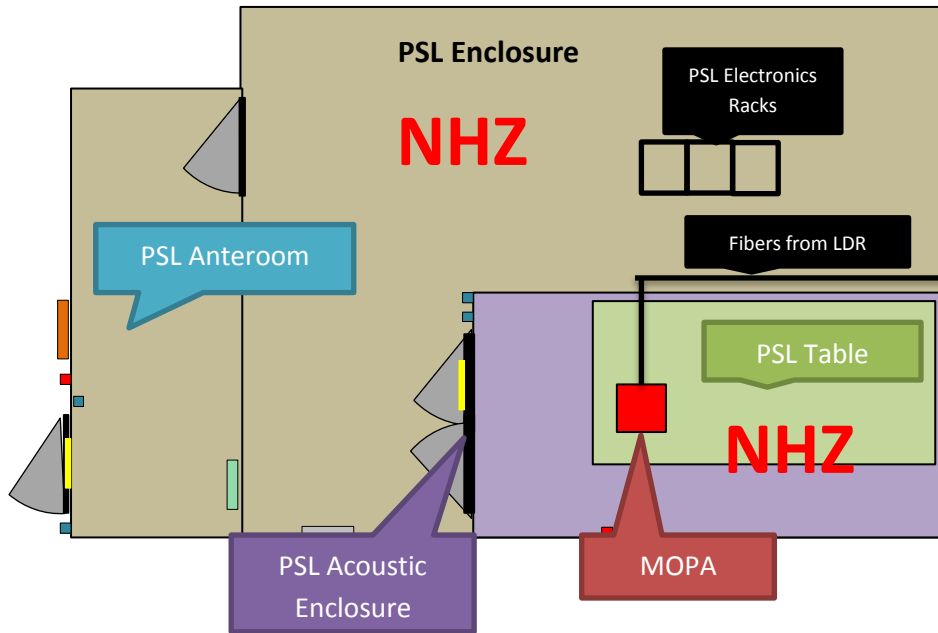 PSL Enclosure
PSL Electronics
Racks
NHZ
PSL Anteroom
Fibers from LDR
PSL Table
NHZ
PSL Acoustic
Enclosure
MOPA